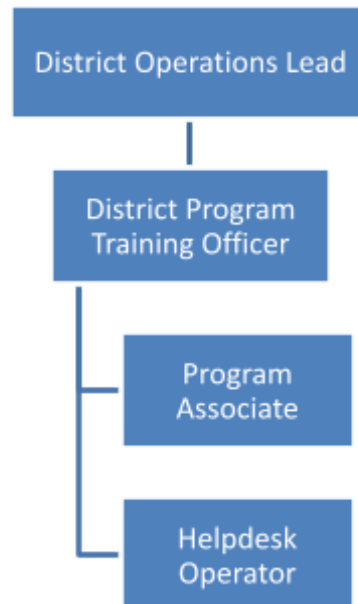 District Operations Lead
District Program
Training Officer
Program
Associate
Helpdesk
Operator